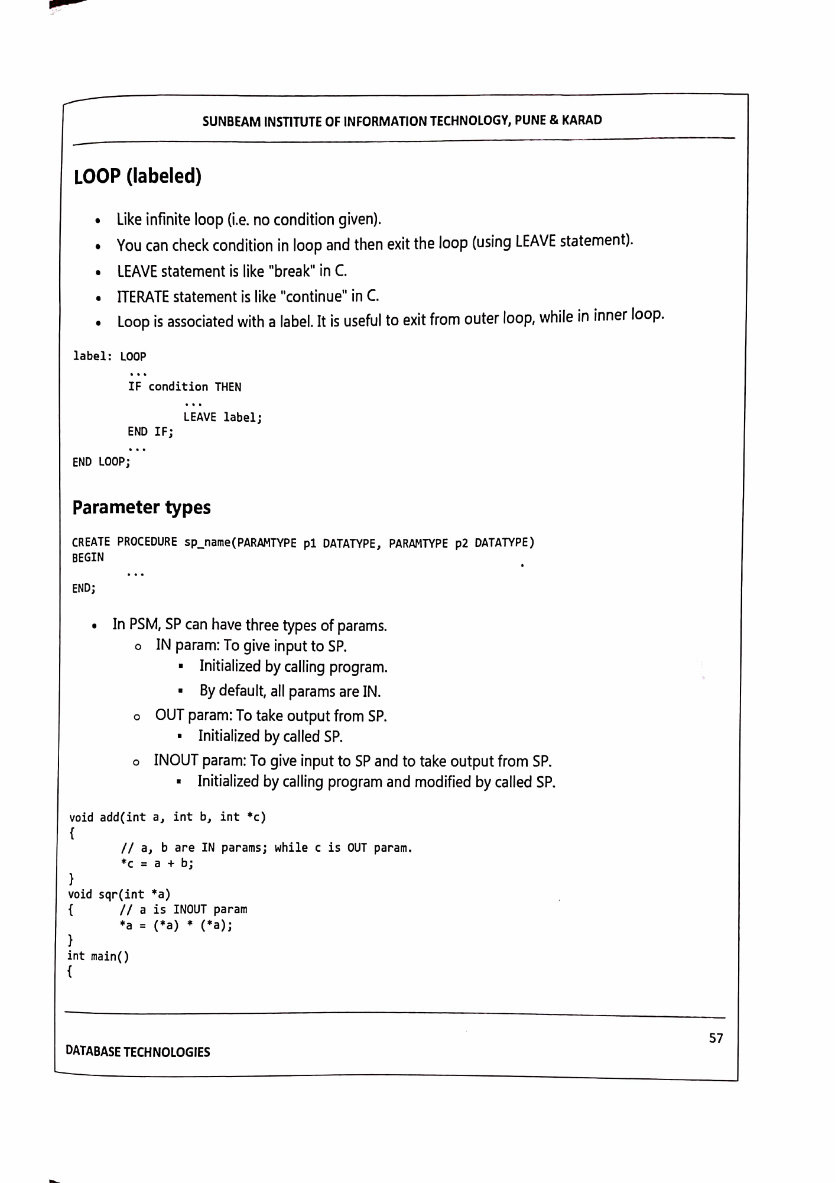 SUNBEAM INSTITUTE OF INFORMATION TECHNOLOGY, PUNE & KARAD
LOOP (labeled)
• Like infinite loop (i.e. no condition given).
• You can check condition in loop and then exit the loop (using LEAVE statement).
• LEAVE statement is like "break" in C.
• ITERATE statement is like "continue" in C.
• Loop is associated with a label. It is useful to exit from outer loop, while in inner loop.
label: LOOP
...
IF condition THEN
...
LEAVE label;
END IF;
...
END LOOP;
Parameter types
CREATE PROCEDURE sp_name(PARAMTYPE p1 DATATYPE, PARAMTYPE p2 DATATYPE)
BEGIN
...
END;
• In PSM, SP can have three types of params.
o IN param: To give input to SP.
▪ Initialized by calling program.
▪ By default, all params are IN.
o OUT param: To take output from SP.
▪ Initialized by called SP.
o INOUT param: To give input to SP and to take output from SP.
▪ Initialized by calling program and modified by called SP.
void add(int a, int b, int *c)
{
// a, b are IN params; while c is OUT param.
*c = a + b;
}
void sqr(int *a)
{ // a is INOUT param
*a = (*a) * (*a);
}
int main()
{
57
DATABASE TECHNOLOGIES